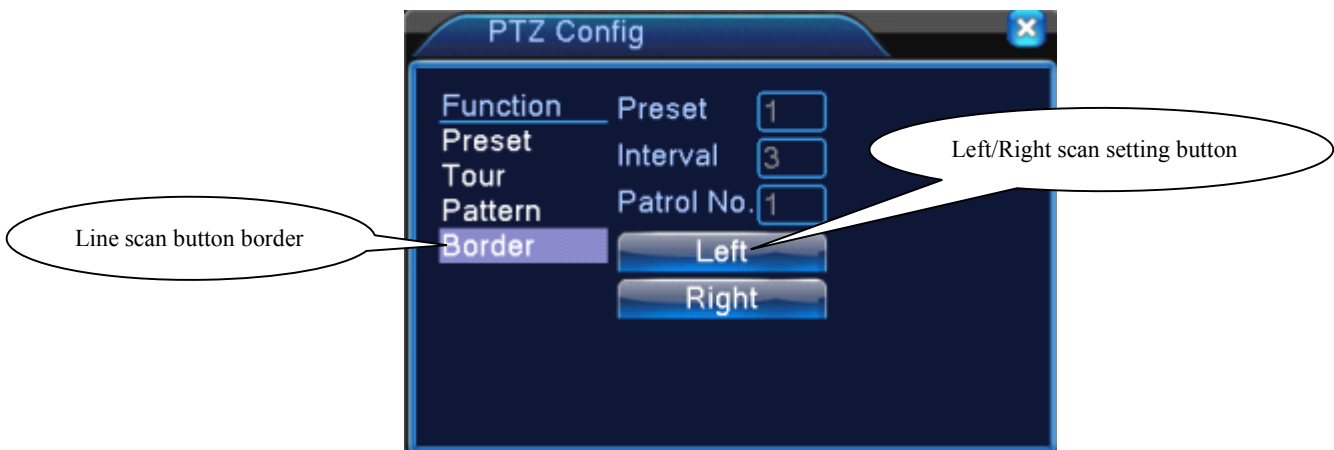 PTZ Config
Function
Preset
Tour
Pattern
Border
Preset 1
Interval 3
Patrol No. 1
Left
Right
Line scan button border
Left/Right scan setting button